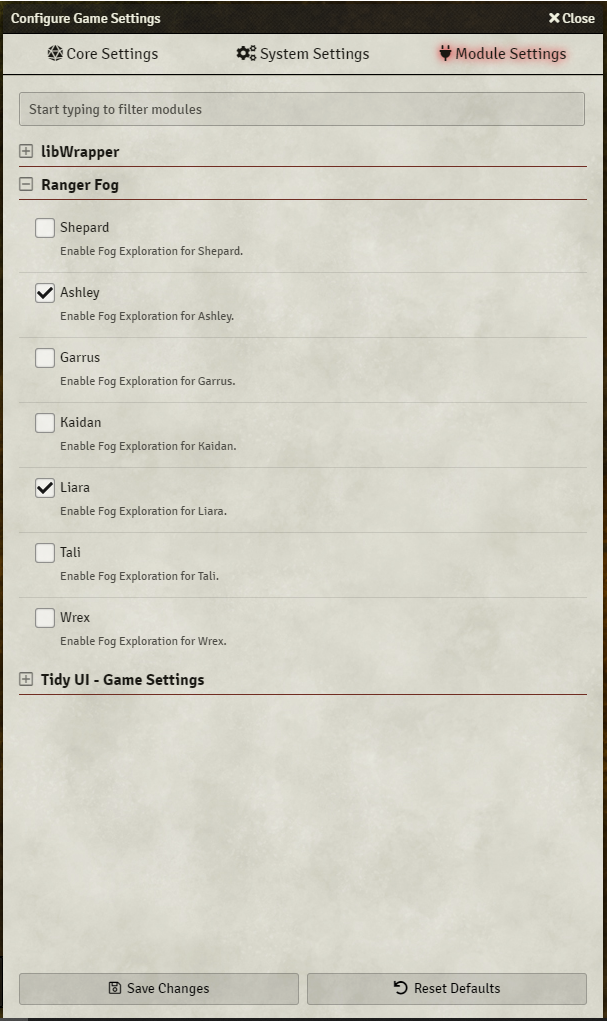 Configure Game Settings
Close
Core Settings
System Settings
Module Settings
Start typing to filter modules
libWrapper
Ranger Fog
Shepard
Enable Fog Exploration for Shepard.
Ashley
Enable Fog Exploration for Ashley.
Garrus
Enable Fog Exploration for Garrus.
Kaidan
Enable Fog Exploration for Kaidan.
Liara
Enable Fog Exploration for Liara.
Tali
Enable Fog Exploration for Tali.
Wrex
Enable Fog Exploration for Wrex.
Tidy UI - Game Settings
Save Changes
Reset Defaults